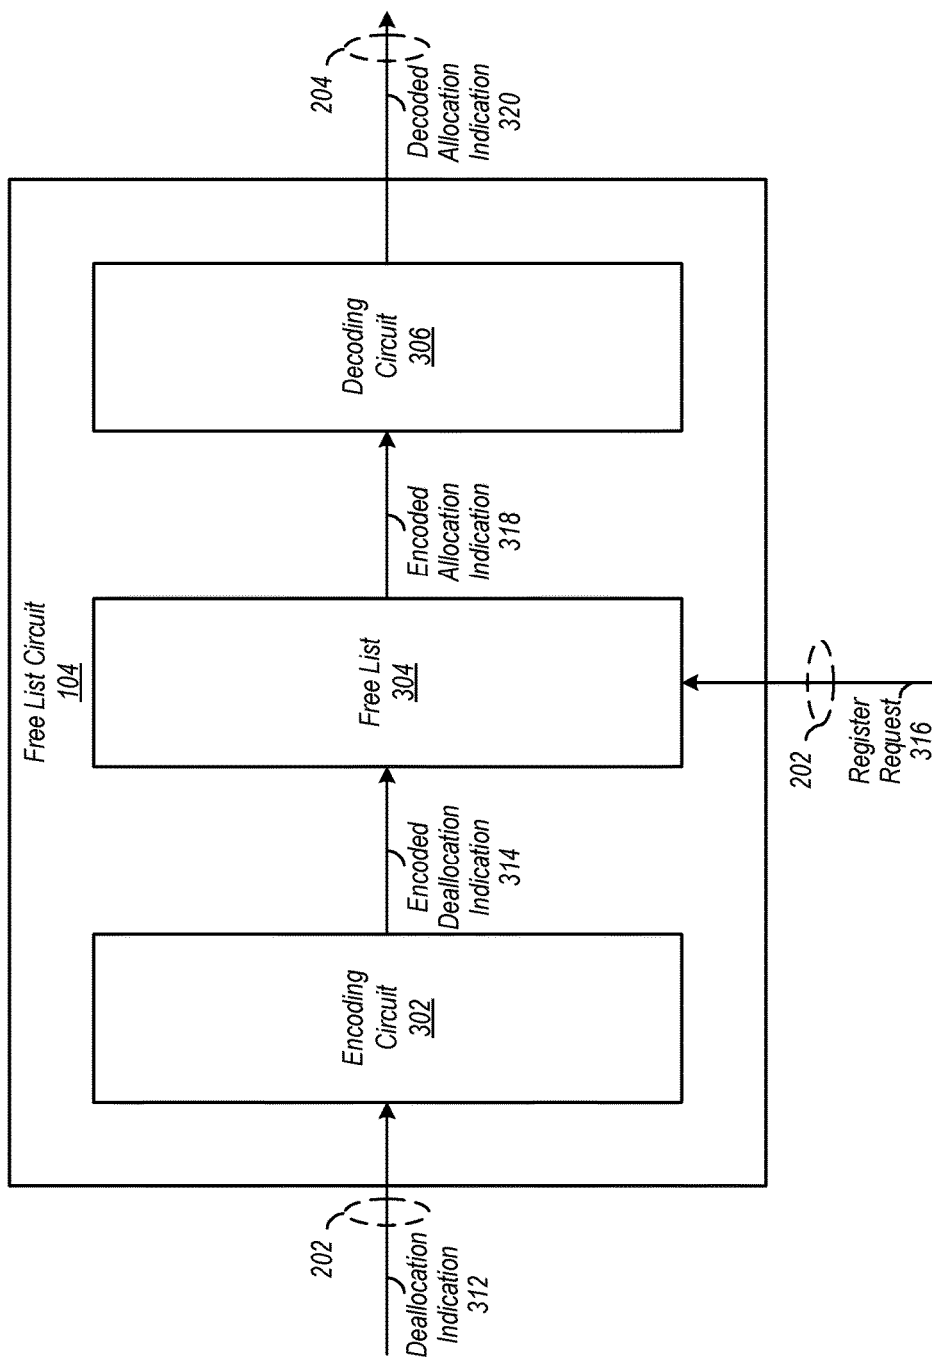 Free List Circuit
104
202
Deallocation
Indication
312
Encoding
Circuit
302
Encoded
Deallocation
Indication
314
Free List
304
202
Register
Request
316
Encoded
Allocation
Indication
318
Decoding
Circuit
306
204
Decoded
Allocation
Indication
320